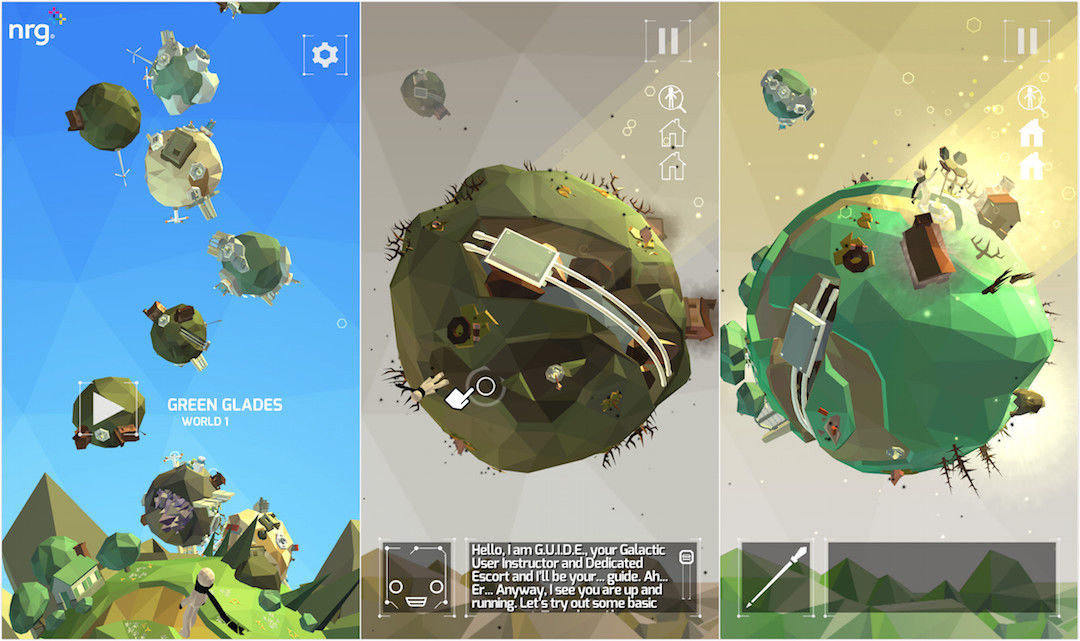 nrg
GREEN GLADES
WORLD 1
Hello, I am G.U.I.D.E., your Galactic
User Instructor and Dedicated
Escort and I'll be your... guide. Ah...
Er... Anyway, I see you are up and
running. Let's try out some basic